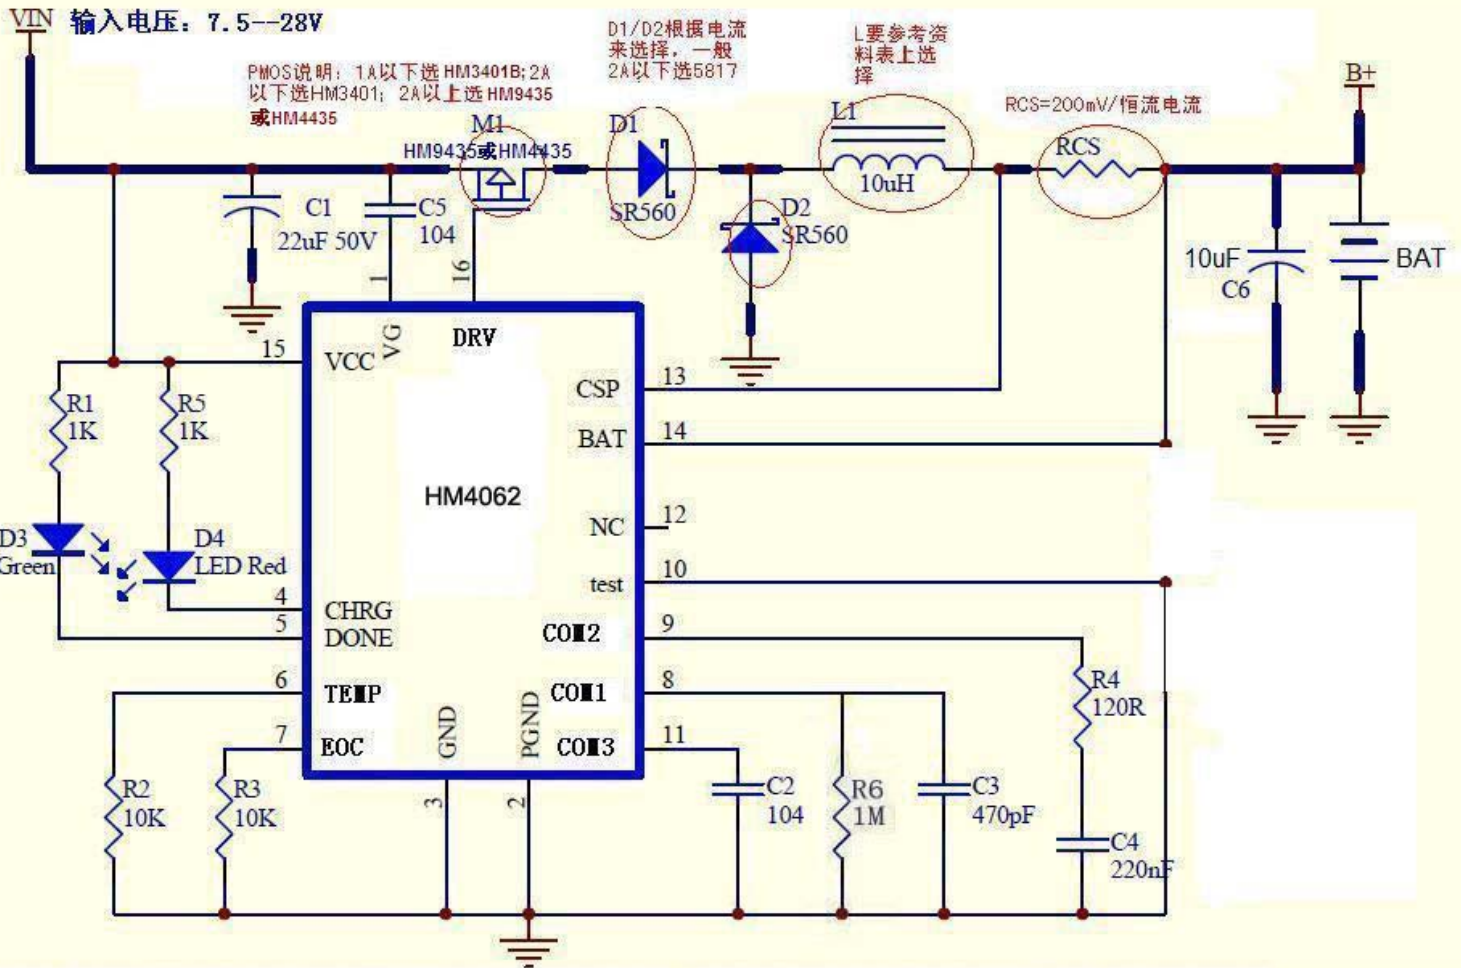 VIN 输入电压：7.5--28V
PMOS说明：1A以下选HM3401B;2A
以下选HM3401；2A以上选HM9435
或HM4435
D1/D2根据电流
来选择，一般
2A以下选5817
L要参考资
料表上选
择
RCS=200mV/恒流电流
B+
M1
HM9435或HM4435
D1
SR560
L1
10uH
RCS
D2
SR560
C1
22uF 50V
C5
104
10uF
C6
BAT
1
16
VG
DRV
15
VCC
CSP
13
BAT
14
HM4062
NC
12
test
10
R1
1K
R5
1K
D3
Green
D4
LED Red
4
CHRG
5
DONE
COM2
9
6
TEMP
COM1
8
7
EOC
GND
PGND
COM3
11
3
2
R4
120R
R2
10K
R3
10K
C2
104
R6
1M
C3
470pF
C4
220nF